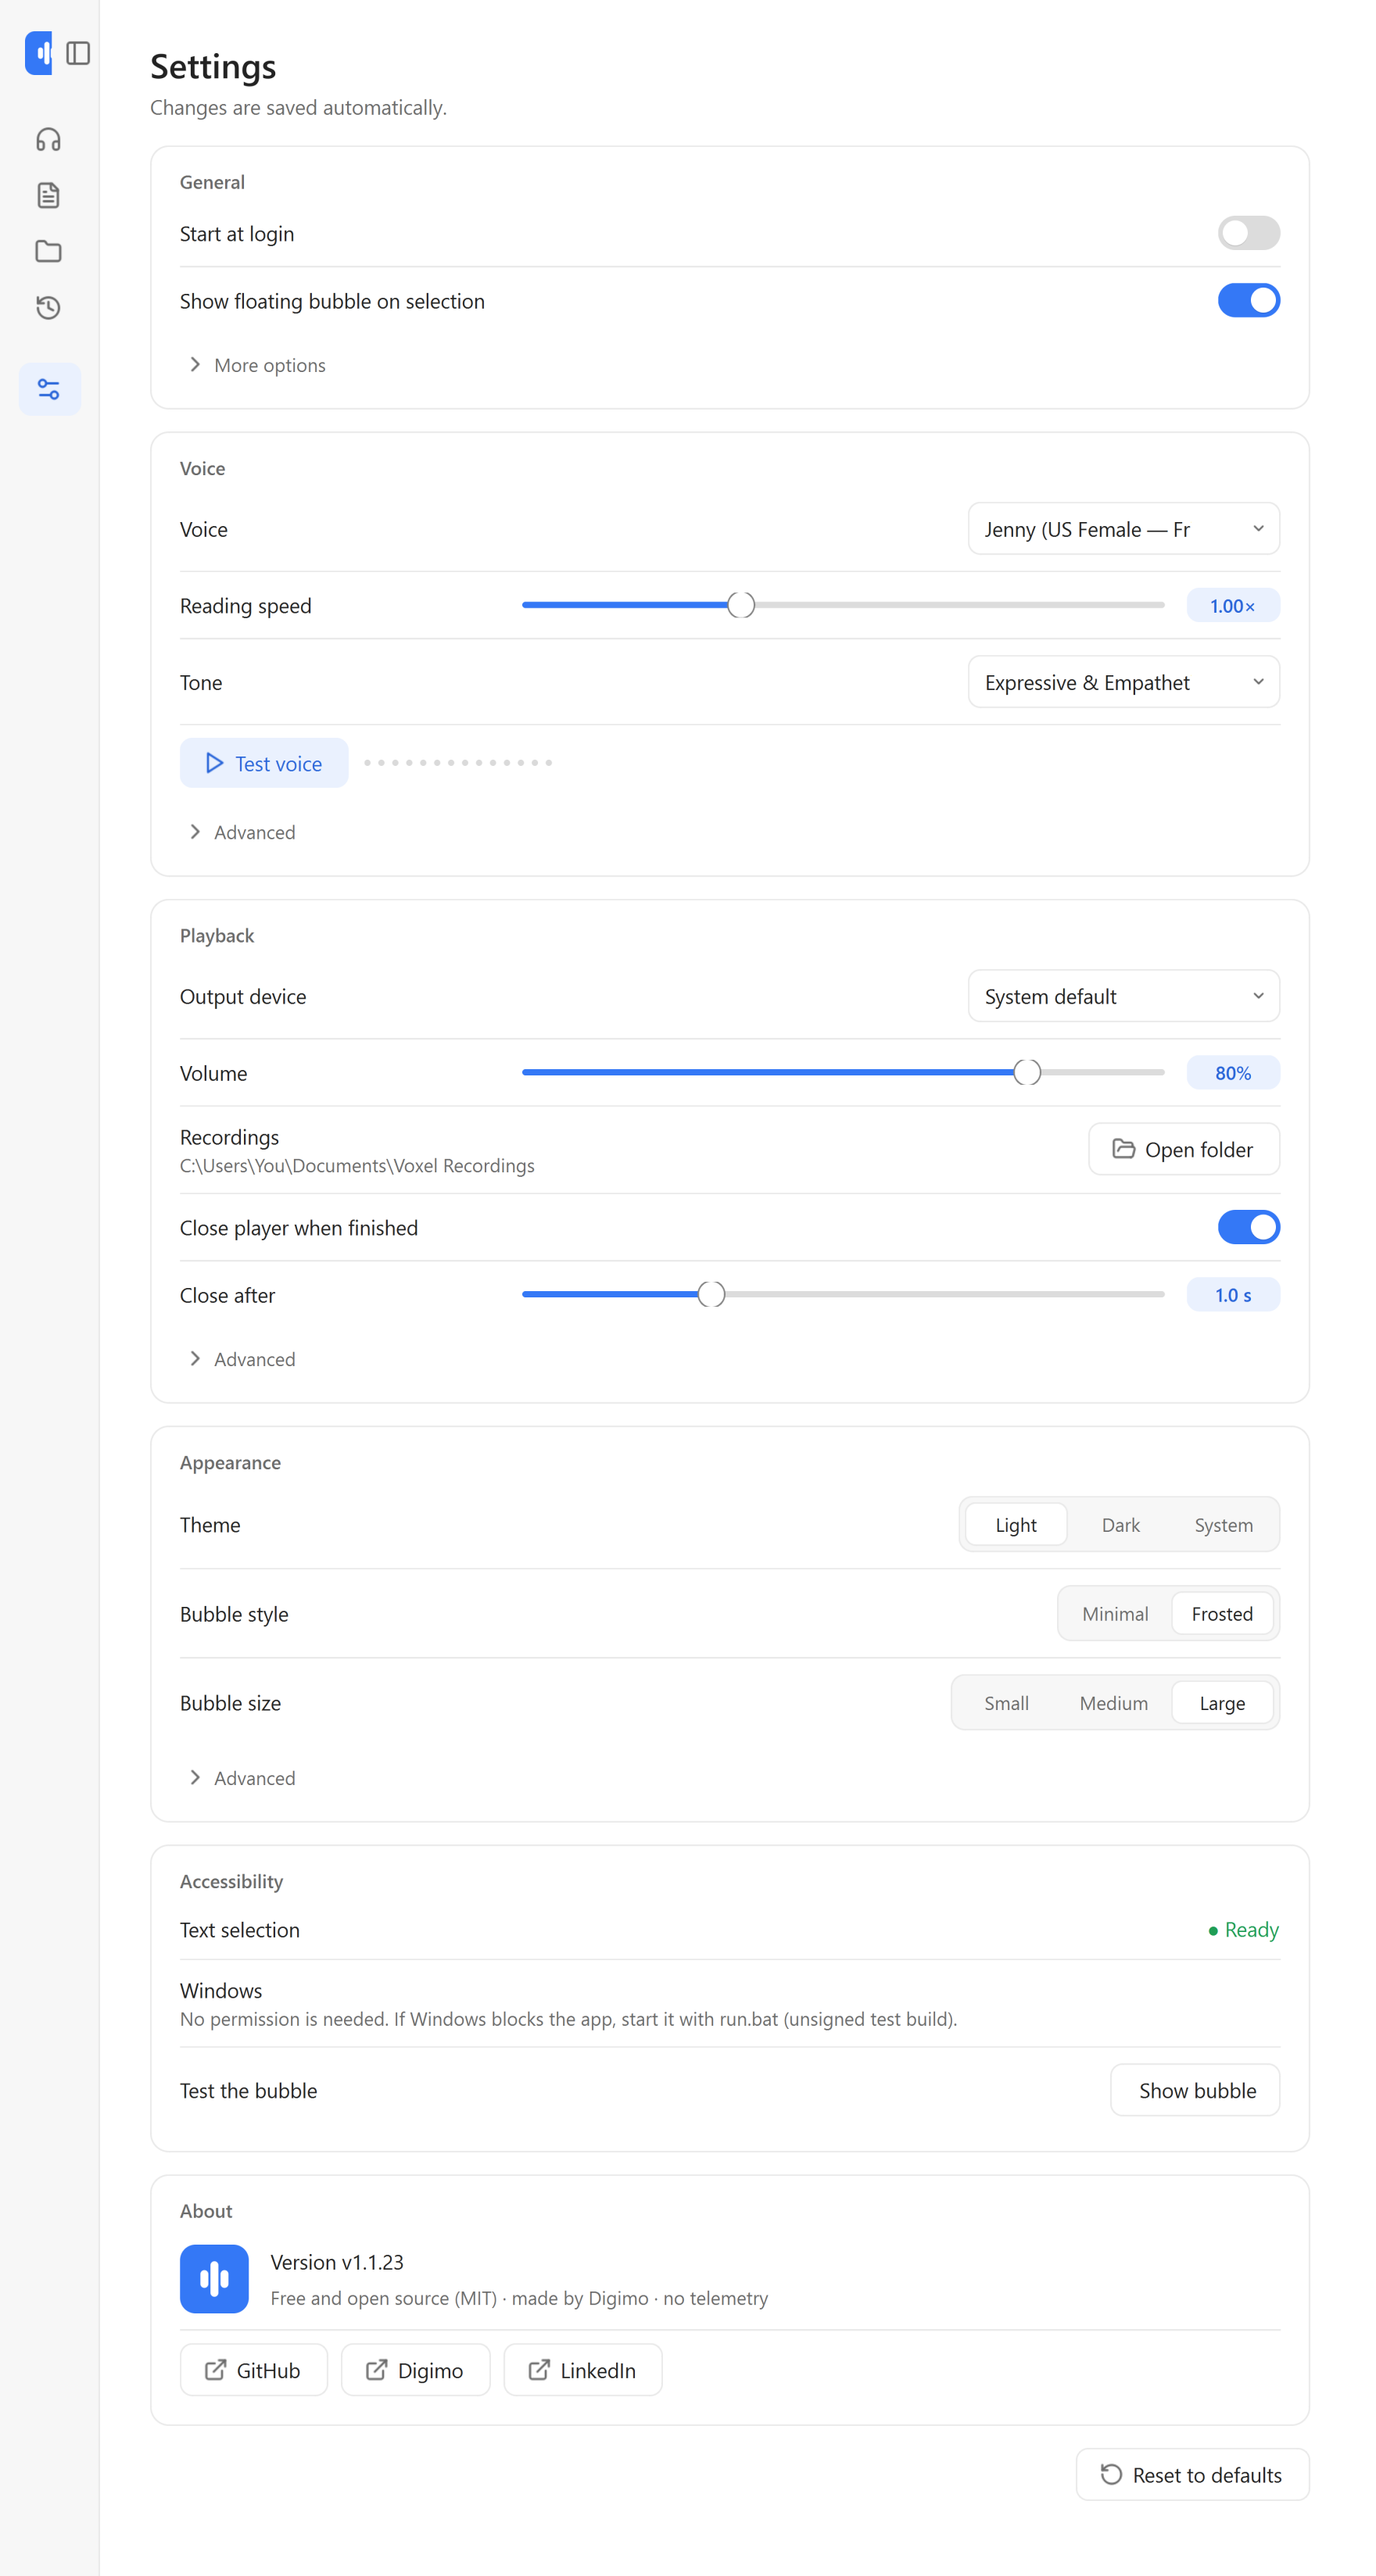 Settings
Changes are saved automatically.
General
Start at login
Show floating bubble on selection
More options
Voice
Voice
Jenny (US Female — Fr
Reading speed
1.00×
Tone
Expressive & Empathet
Test voice
Advanced
Playback
Output device
System default
Volume
80%
Recordings
C:\Users\You\Documents\Voxel Recordings
Open folder
Close player when finished
Close after
1.0 s
Advanced
Appearance
Theme
Light Dark System
Bubble style
Minimal Frosted
Bubble size
Small Medium Large
Advanced
Accessibility
Text selection
Ready
Windows
No permission is needed. If Windows blocks the app, start it with run.bat (unsigned test build).
Test the bubble
Show bubble
About
Version v1.1.23
Free and open source (MIT) · made by Digimo · no telemetry
GitHub Digimo LinkedIn
Reset to defaults